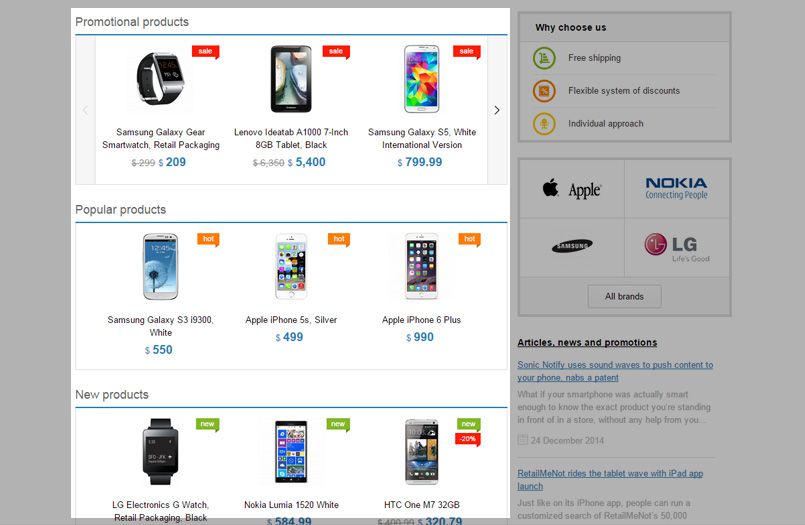 Promotional products
sale
sale
sale
Samsung Galaxy Gear
Smartwatch, Retail Packaging
$ 299 $ 209
Lenovo Ideatab A1000 7-Inch
8GB Tablet, Black
$ 6,350 $ 5,400
Samsung Galaxy S5, White
International Version
$ 799.99
Popular products
hot
hot
hot
Samsung Galaxy S3 i9300,
White
$ 550
Apple iPhone 5s, Silver
$ 499
Apple iPhone 6 Plus
$ 990
New products
new
new
new
-20%
LG Electronics G Watch,
Retail Packaging, Black
Nokia Lumia 1520 White
$ 584.99
HTC One M7 32GB
$ 400.99 $ 320.79
Why choose us
Free shipping
Flexible system of discounts
Individual approach
Apple
NOKIA
Connecting People
SAMSUNG
LG
Life's Good
All brands
Articles, news and promotions
Sonic Notify uses sound waves to push content to
your phone, nabs a patent
What if your smartphone was actually smart
enough to know the exact product you're standing
in front of in a store, without any help from you...
24 December 2014
RetailMeNot rides the tablet wave with iPad app
launch
Just like on its iPhone app, people can run a
customized search of RetailMeNot's 50,000